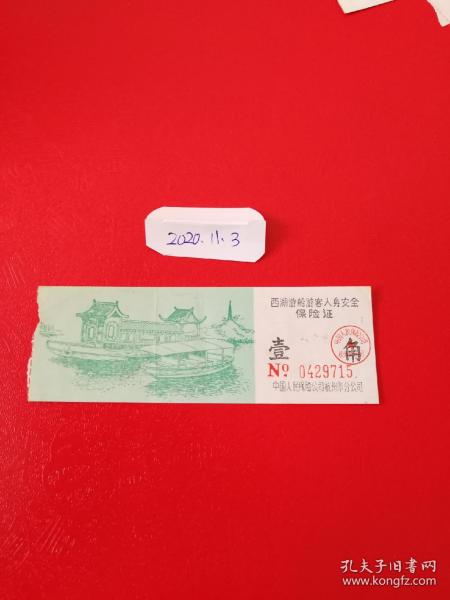 2020.11.3
西湖游船游客人身安全
保险证
壹角
No 0429715
中国人民保险公司杭州市分公司
孔夫子旧书网
www.kongfz.com